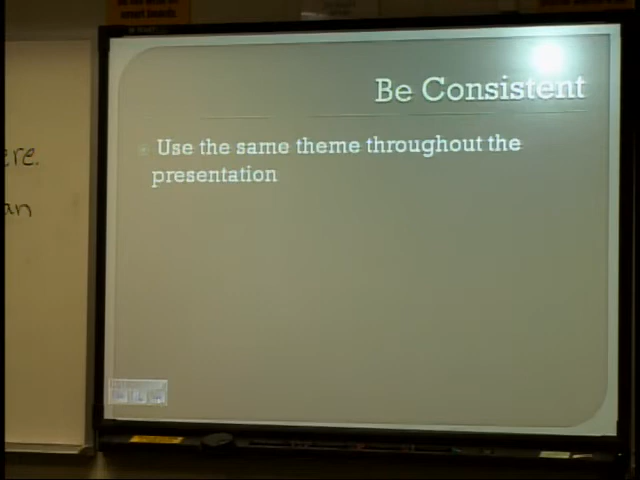 Be Consistent
Use the same theme throughout the
presentation
ere.
an